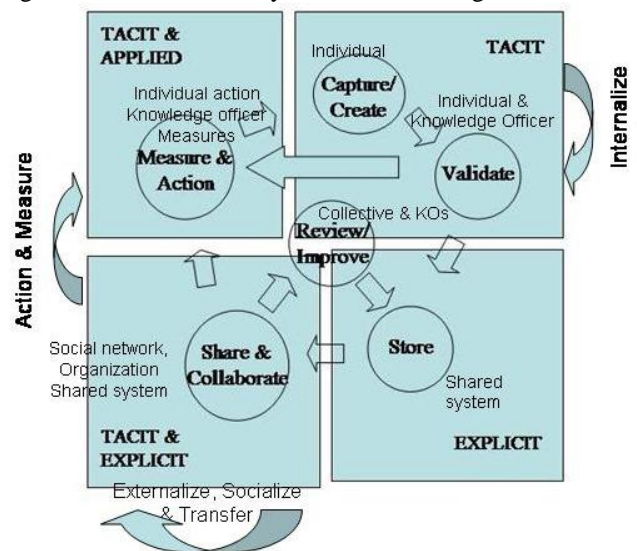 TACIT &
APPLIED
Individual action
Knowledge officer
Measures
Measure &
Action
Individual
Capture/
Create
TACIT
Individual &
Knowledge Officer
Validate
Internalize
Action & Measure
Collective & KOs
Review/
Improve
Social network,
Organization
Shared system
Share &
Collaborate
TACIT &
EXPLICIT
Store
Shared
system
EXPLICIT
Externalize, Socialize
& Transfer